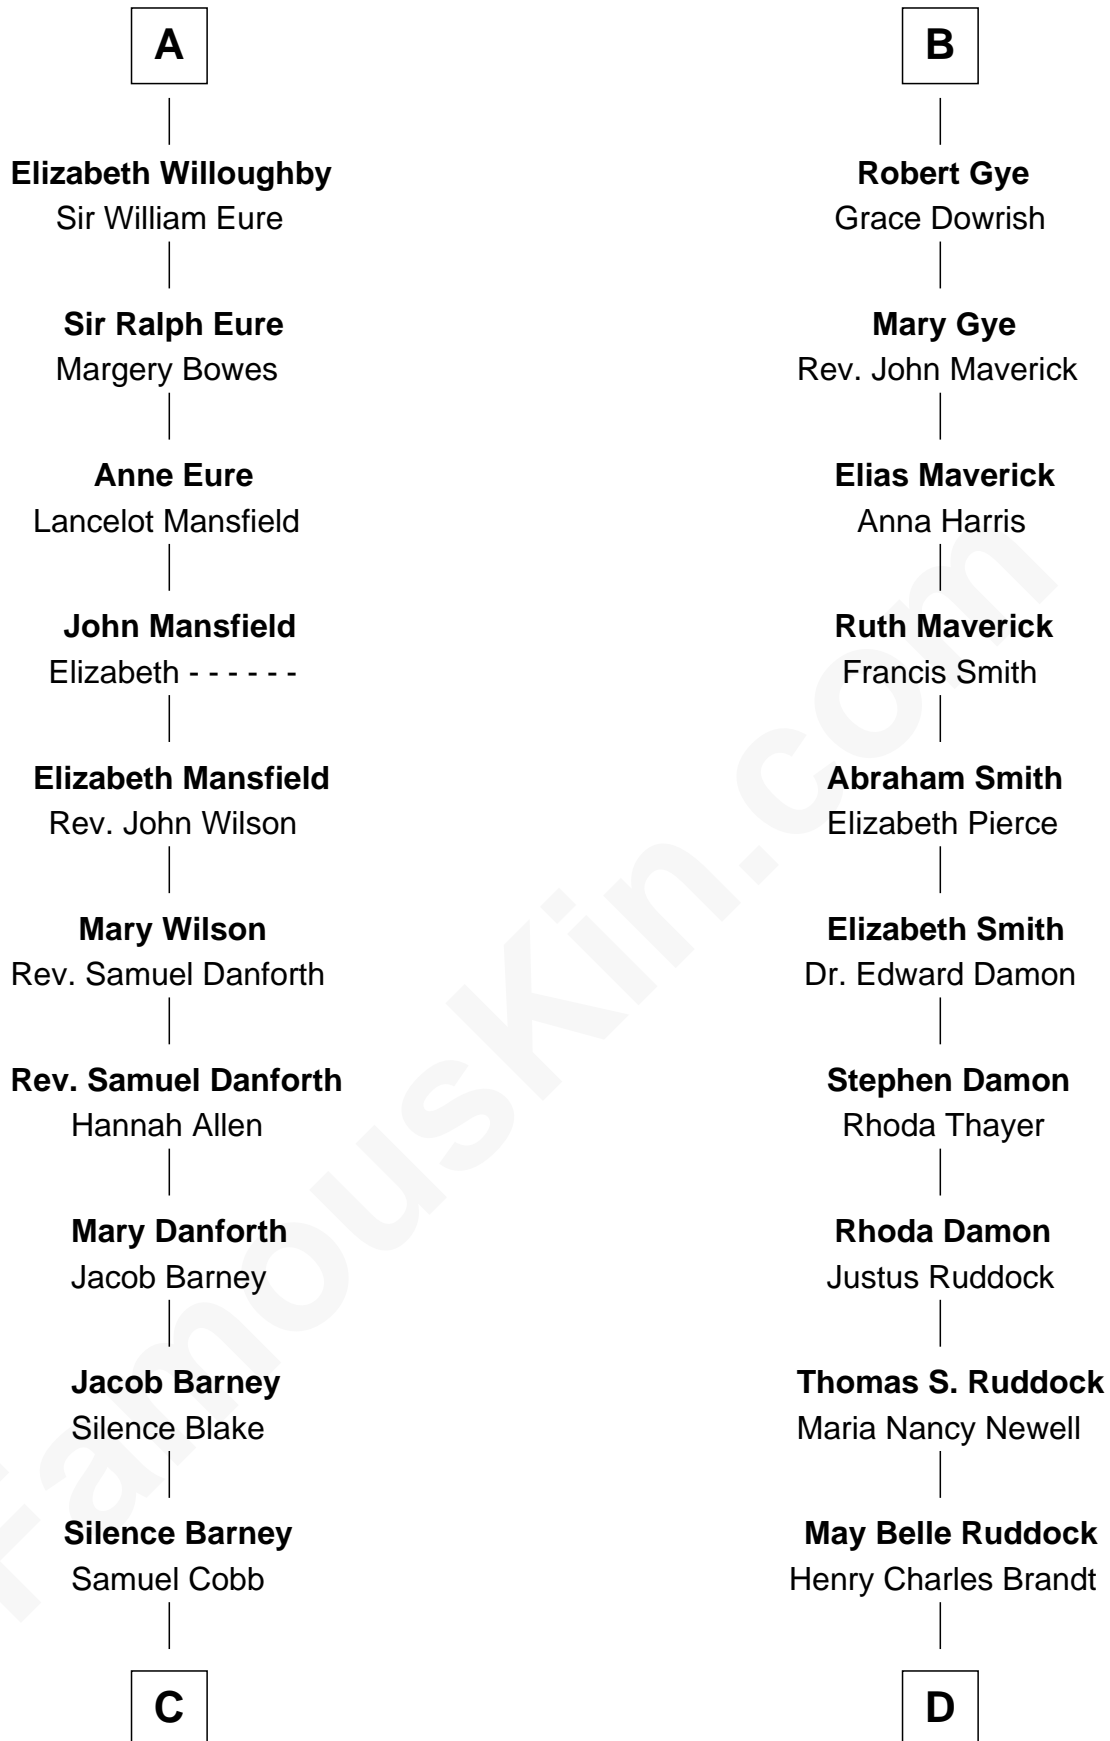 A
Elizabeth Willoughby
Sir William Eure
Sir Ralph Eure
Margery Bowes
Anne Eure
Lancelot Mansfield
John Mansfield
Elizabeth - - - - - -
Elizabeth Mansfield
Rev. John Wilson
Mary Wilson
Rev. Samuel Danforth
Rev. Samuel Danforth
Hannah Allen
Mary Danforth
Jacob Barney
Jacob Barney
Silence Blake
Silence Barney
Samuel Cobb
C
B
Robert Gye
Grace Dowrish
Mary Gye
Rev. John Maverick
Elias Maverick
Anna Harris
Ruth Maverick
Francis Smith
Abraham Smith
Elizabeth Pierce
Elizabeth Smith
Dr. Edward Damon
Stephen Damon
Rhoda Thayer
Rhoda Damon
Justus Ruddock
Thomas S. Ruddock
Maria Nancy Newell
May Belle Ruddock
Henry Charles Brandt
D
FamousKin.com